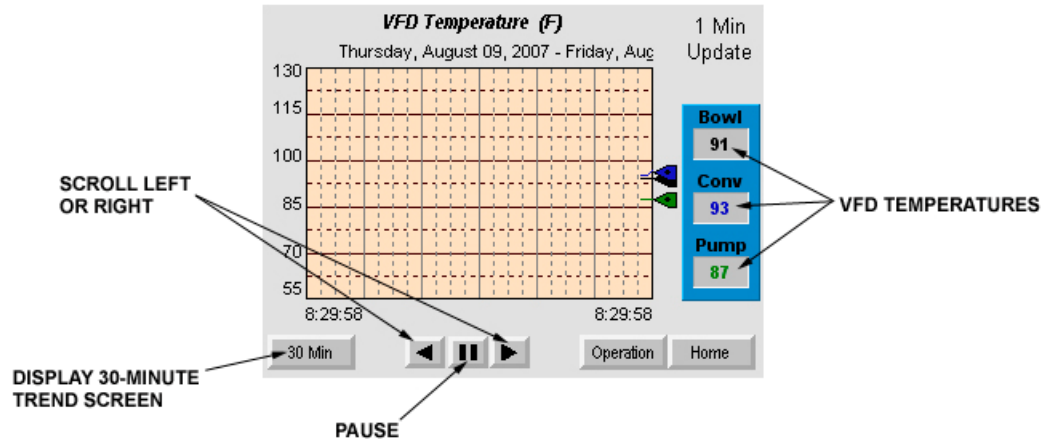 VFD Temperature (F)
1 Min
Update
Thursday, August 09, 2007 - Friday, Aug
130
115
100
85
70
55
8:29:58
8:29:58
Bowl
91
Conv
93
Pump
87
SCROLL LEFT
OR RIGHT
VFD TEMPERATURES
30 Min
Operation
Home
DISPLAY 30-MINUTE
TREND SCREEN
PAUSE